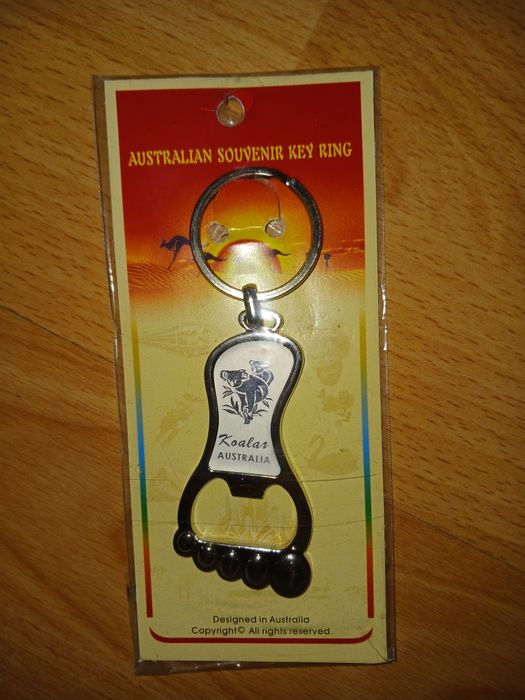 AUSTRALIAN SOUVENIR KEY RING
Koalas
AUSTRALIA
Designed in Australia
Copyright© All rights reserved.